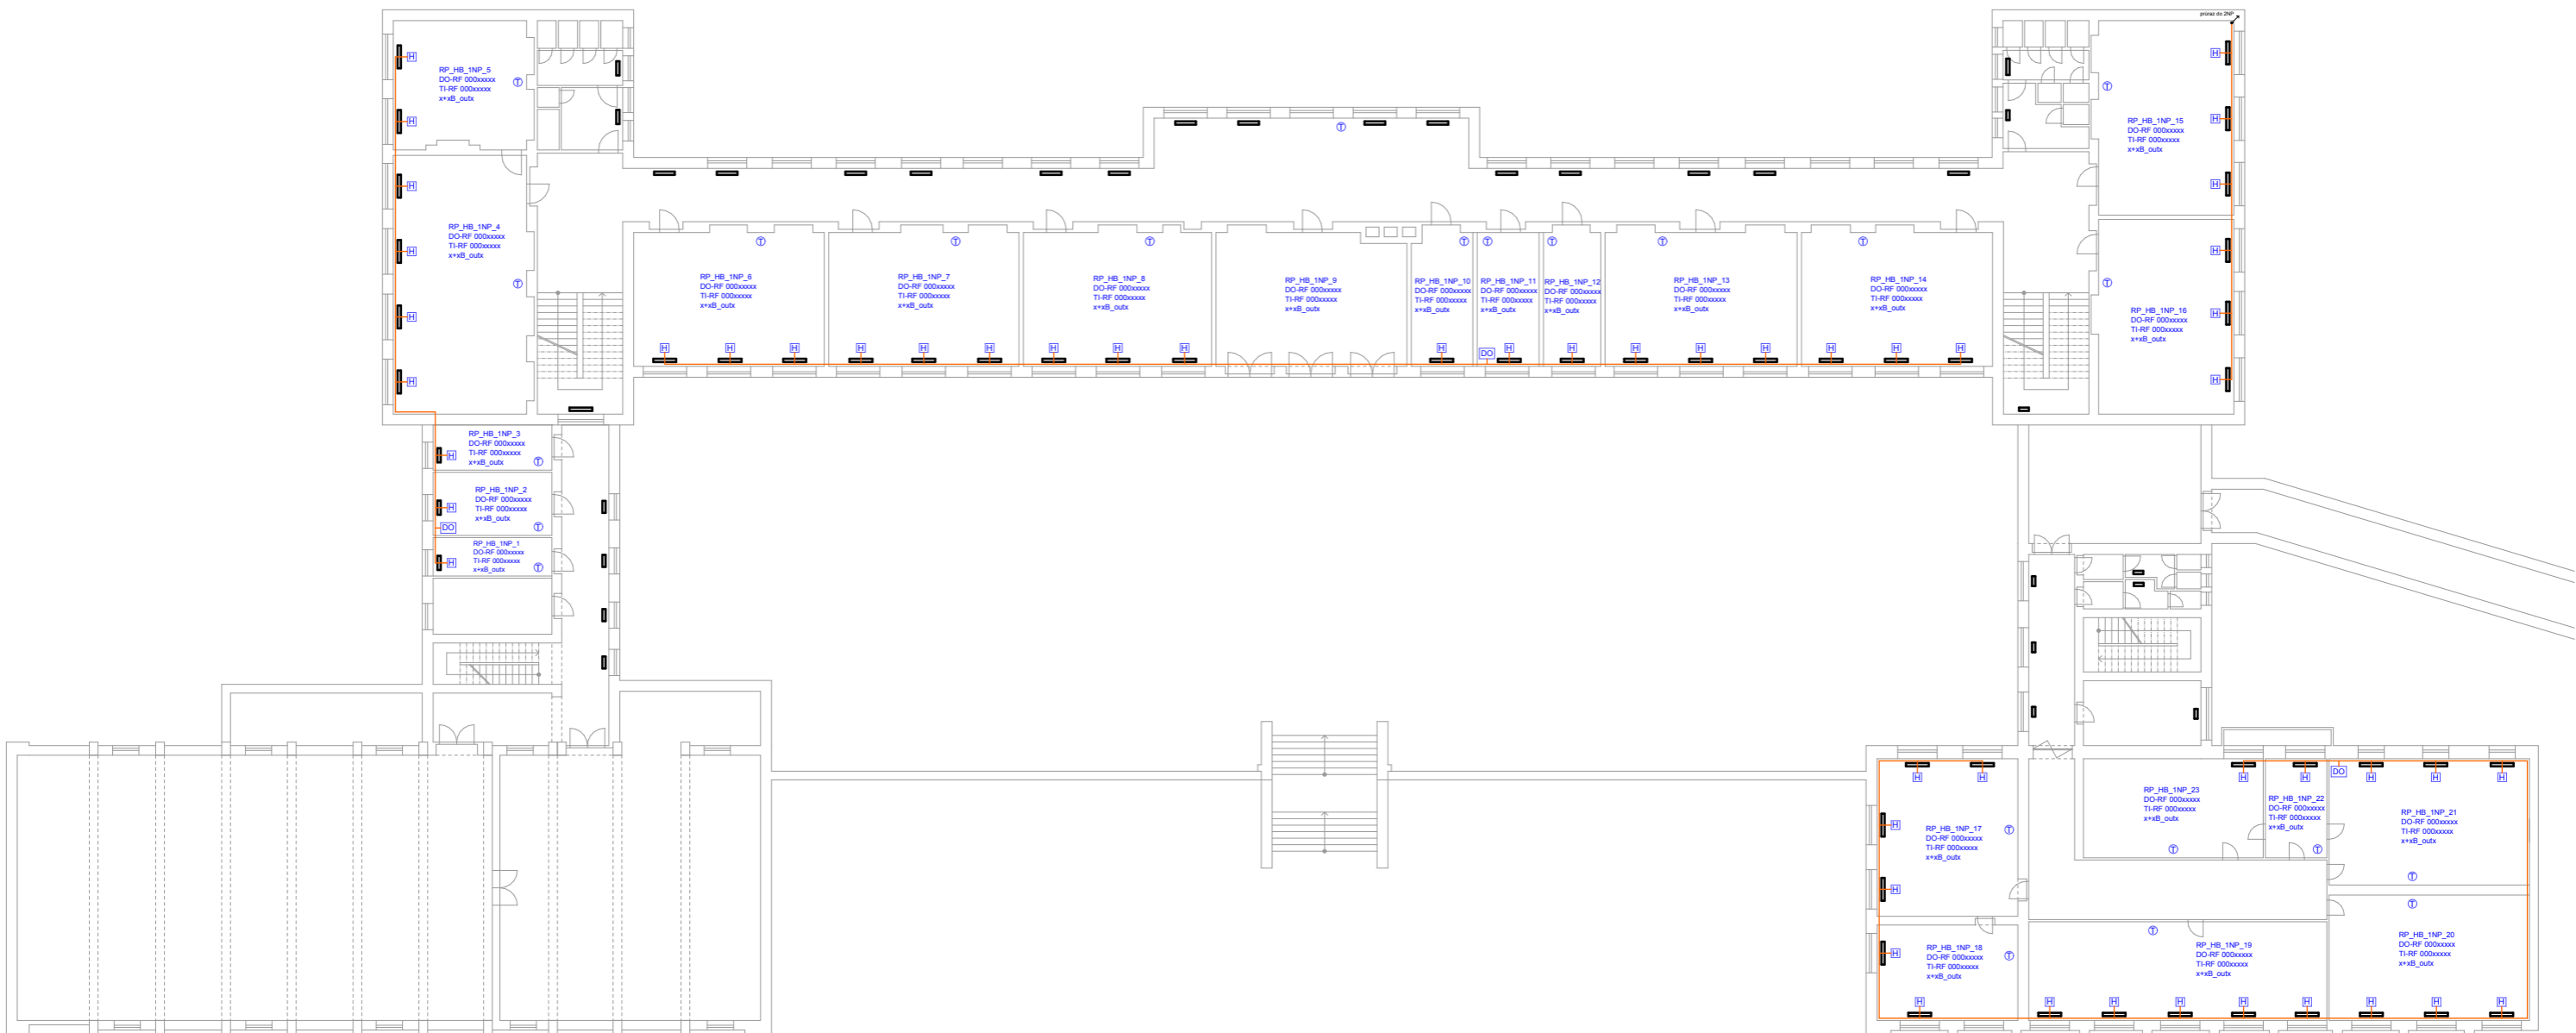 průraz do 2NP
H
H
RP_HB_1NP_5
DO-RF 000xxxxx
TI-RF 000xxxxx
x+xB_outx
T
H
H
H
H
RP_HB_1NP_4
DO-RF 000xxxxx
TI-RF 000xxxxx
x+xB_outx
T
T
RP_HB_1NP_6
DO-RF 000xxxxx
TI-RF 000xxxxx
x+xB_outx
T
H
H
H
RP_HB_1NP_7
DO-RF 000xxxxx
TI-RF 000xxxxx
x+xB_outx
T
H
H
H
RP_HB_1NP_8
DO-RF 000xxxxx
TI-RF 000xxxxx
x+xB_outx
T
H
H
H
RP_HB_1NP_9
DO-RF 000xxxxx
TI-RF 000xxxxx
x+xB_outx
RP_HB_1NP_10
DO-RF 000xxxxx
TI-RF 000xxxxx
x+xB_outx
T
H
RP_HB_1NP_11
DO-RF 000xxxxx
TI-RF 000xxxxx
x+xB_outx
T
DO
H
RP_HB_1NP_12
DO-RF 000xxxxx
TI-RF 000xxxxx
x+xB_outx
T
H
RP_HB_1NP_13
DO-RF 000xxxxx
TI-RF 000xxxxx
x+xB_outx
T
H
H
H
RP_HB_1NP_14
DO-RF 000xxxxx
TI-RF 000xxxxx
x+xB_outx
T
H
H
H
RP_HB_1NP_15
DO-RF 000xxxxx
TI-RF 000xxxxx
x+xB_outx
T
H
H
H
RP_HB_1NP_16
DO-RF 000xxxxx
TI-RF 000xxxxx
x+xB_outx
T
H
H
H
RP_HB_1NP_3
DO-RF 000xxxxx
TI-RF 000xxxxx
x+xB_outx
T
H
RP_HB_1NP_2
DO-RF 000xxxxx
TI-RF 000xxxxx
x+xB_outx
T
H
DO
RP_HB_1NP_1
DO-RF 000xxxxx
TI-RF 000xxxxx
x+xB_outx
T
H
H
H
H
H
RP_HB_1NP_17
DO-RF 000xxxxx
TI-RF 000xxxxx
x+xB_outx
T
RP_HB_1NP_18
DO-RF 000xxxxx
TI-RF 000xxxxx
x+xB_outx
T
H
H
RP_HB_1NP_23
DO-RF 000xxxxx
TI-RF 000xxxxx
x+xB_outx
T
H
RP_HB_1NP_22
DO-RF 000xxxxx
TI-RF 000xxxxx
x+xB_outx
T
H
DO
H
H
H
RP_HB_1NP_21
DO-RF 000xxxxx
TI-RF 000xxxxx
x+xB_outx
T
T
RP_HB_1NP_19
DO-RF 000xxxxx
TI-RF 000xxxxx
x+xB_outx
H
H
H
H
H
T
RP_HB_1NP_20
DO-RF 000xxxxx
TI-RF 000xxxxx
x+xB_outx
H
H
H